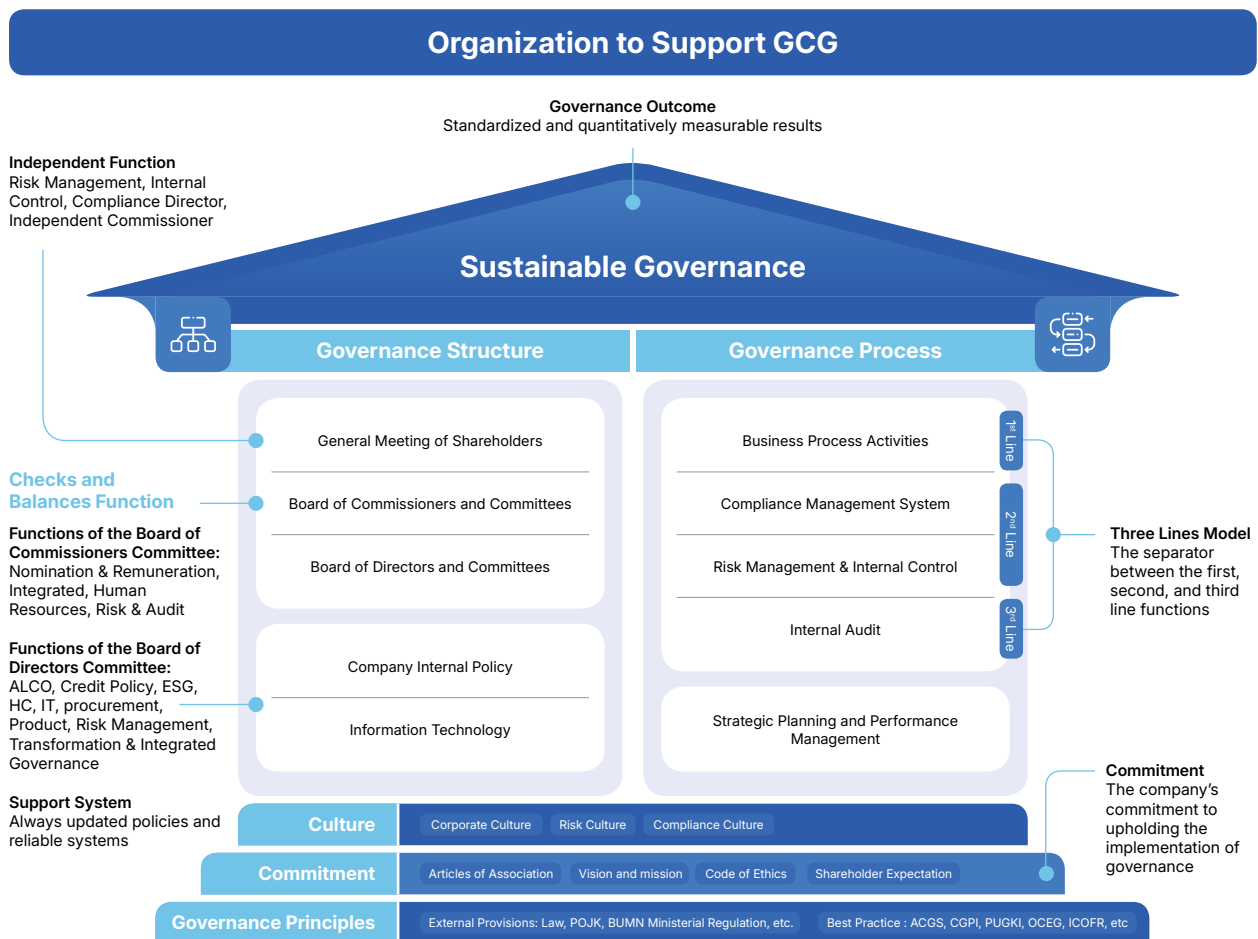 Organization to Support GCG
Governance Outcome
Standardized and quantitatively measurable results
Independent Function
Risk Management, Internal
Control, Compliance Director,
Independent Commissioner
Sustainable Governance
Governance Structure
Governance Process
General Meeting of Shareholders
Board of Commissioners and Committees
Board of Directors and Committees
Company Internal Policy
Information Technology
Business Process Activities
Compliance Management System
Risk Management & Internal Control
Internal Audit
1st Line
2nd Line
3rd Line
Strategic Planning and Performance
Management
Checks and
Balances Function
Functions of the Board of
Commissioners Committee:
Nomination & Remuneration,
Integrated, Human
Resources, Risk & Audit
Functions of the Board of
Directors Committee:
ALCO, Credit Policy, ESG,
HC, IT, procurement,
Product, Risk Management,
Transformation & Integrated
Governance
Support System
Always updated policies and
reliable systems
Three Lines Model
The separator
between the first,
second, and third
line functions
Commitment
The company's
commitment to
upholding the
implementation of
governance
Culture
Corporate Culture
Risk Culture
Compliance Culture
Commitment
Articles of Association
Vision and mission
Code of Ethics
Shareholder Expectation
Governance Principles
External Provisions: Law, POJK, BUMN Ministerial Regulation, etc.
Best Practice : ACGS, CGPI, PUGKI, OCEG, ICOFR, etc